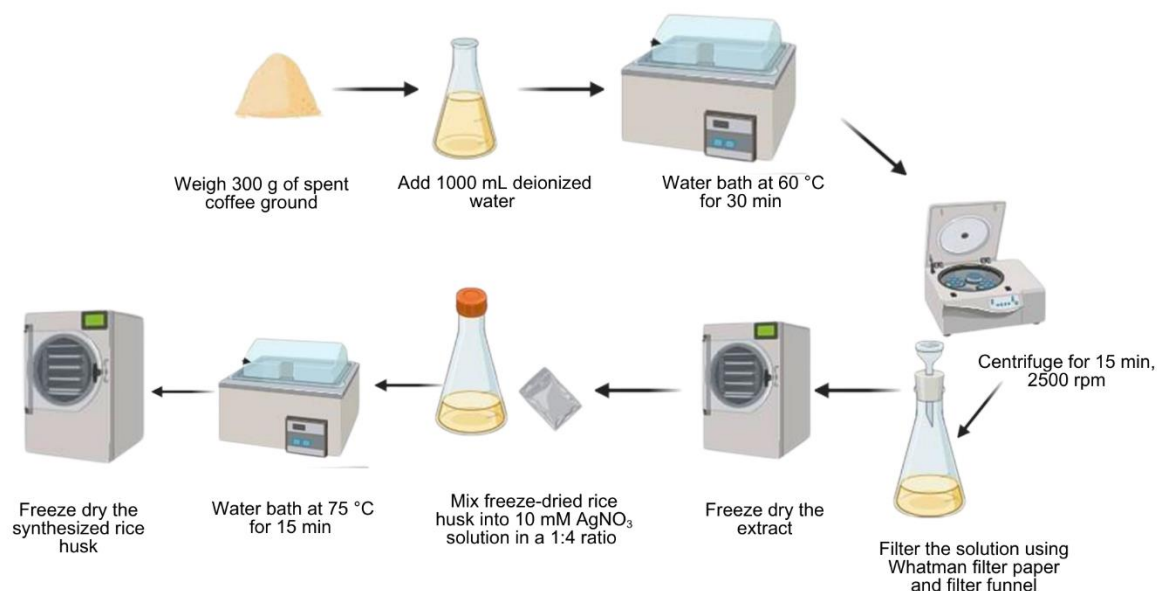 Weigh 300 g of spent
coffee ground
Add 1000 mL deionized
water
Water bath at 60 °C
for 30 min
Centrifuge for 15 min,
2500 rpm
Filter the solution using
Whatman filter paper
and filter funnel
Freeze dry the
extract
Mix freeze-dried rice
husk into 10 mM AgNO₃
solution in a 1:4 ratio
Water bath at 75 °C
for 15 min
Freeze dry the
synthesized rice
husk